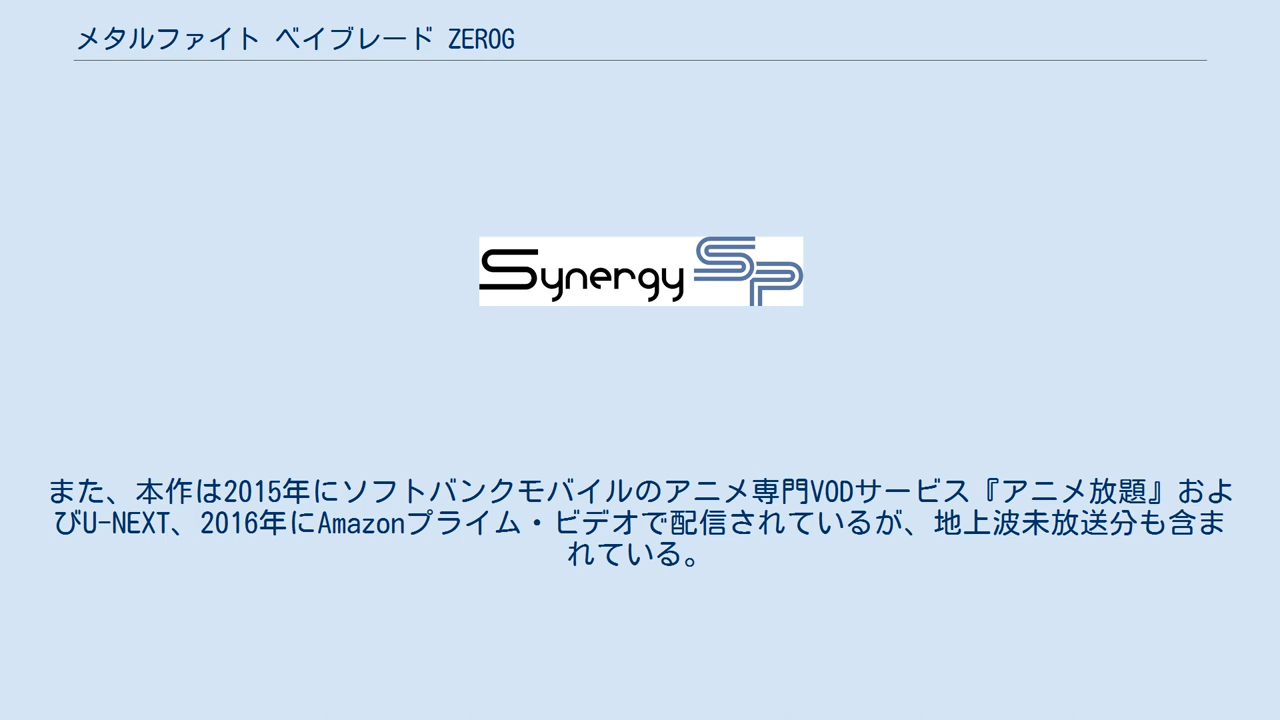 メタルファイト ベイブレード ZEROG
Synergy SP
また、本作は2015年にソフトバンクモバイルのアニメ専門VODサービス『アニメ放題』およ
びU-NEXT、2016年にAmazonプライム・ビデオで配信されているが、地上波未放送分も含ま
れている。